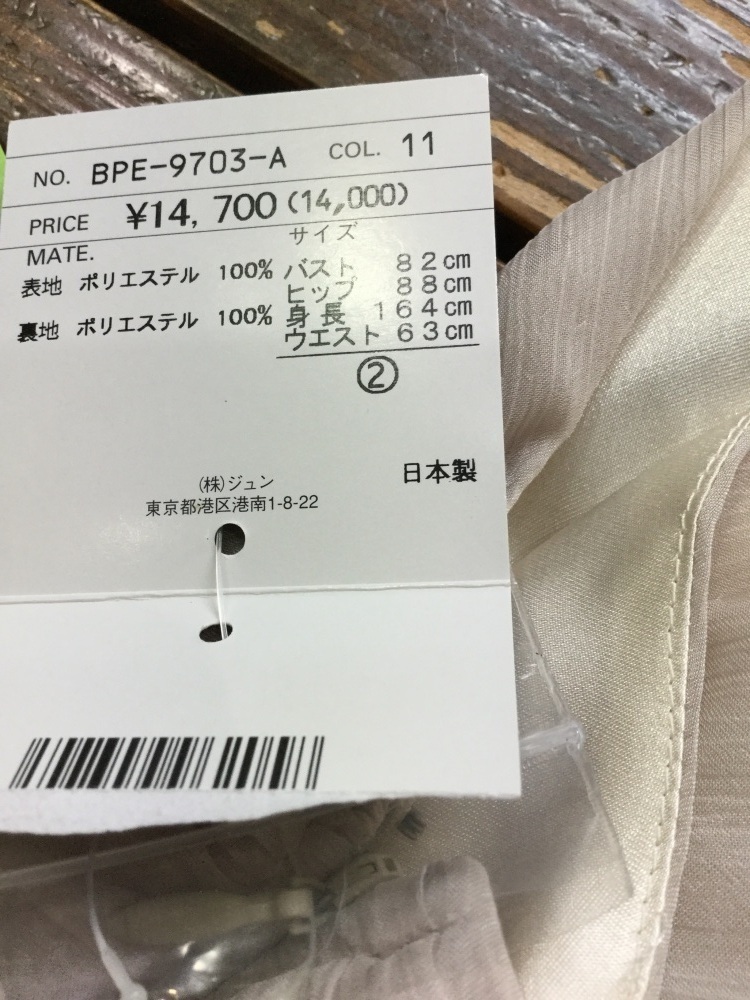 NO. BPE-9703-A COL. 11
PRICE ¥14,700(14,000)
MATE. サイズ
表地 ポリエステル 100% バスト 82cm
ヒップ 88cm
裏地 ポリエステル 100% 身長 164cm
ウエスト 63cm
②
日本製
(株)ジュン
東京都港区港南1-8-22